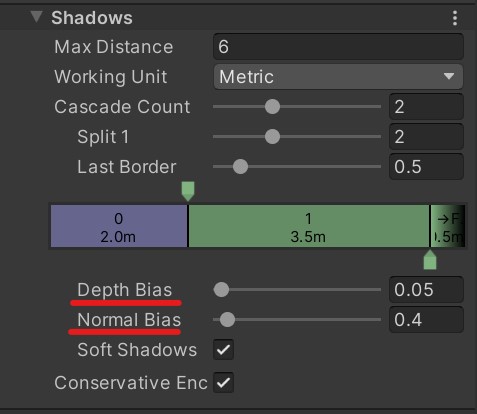 Shadows
Max Distance 6
Working Unit Metric
Cascade Count 2
Split 1 2
Last Border 0.5
0 1 →F
2.0m 3.5m 0.5m
Depth Bias 0.05
Normal Bias 0.4
Soft Shadows
Conservative Enc